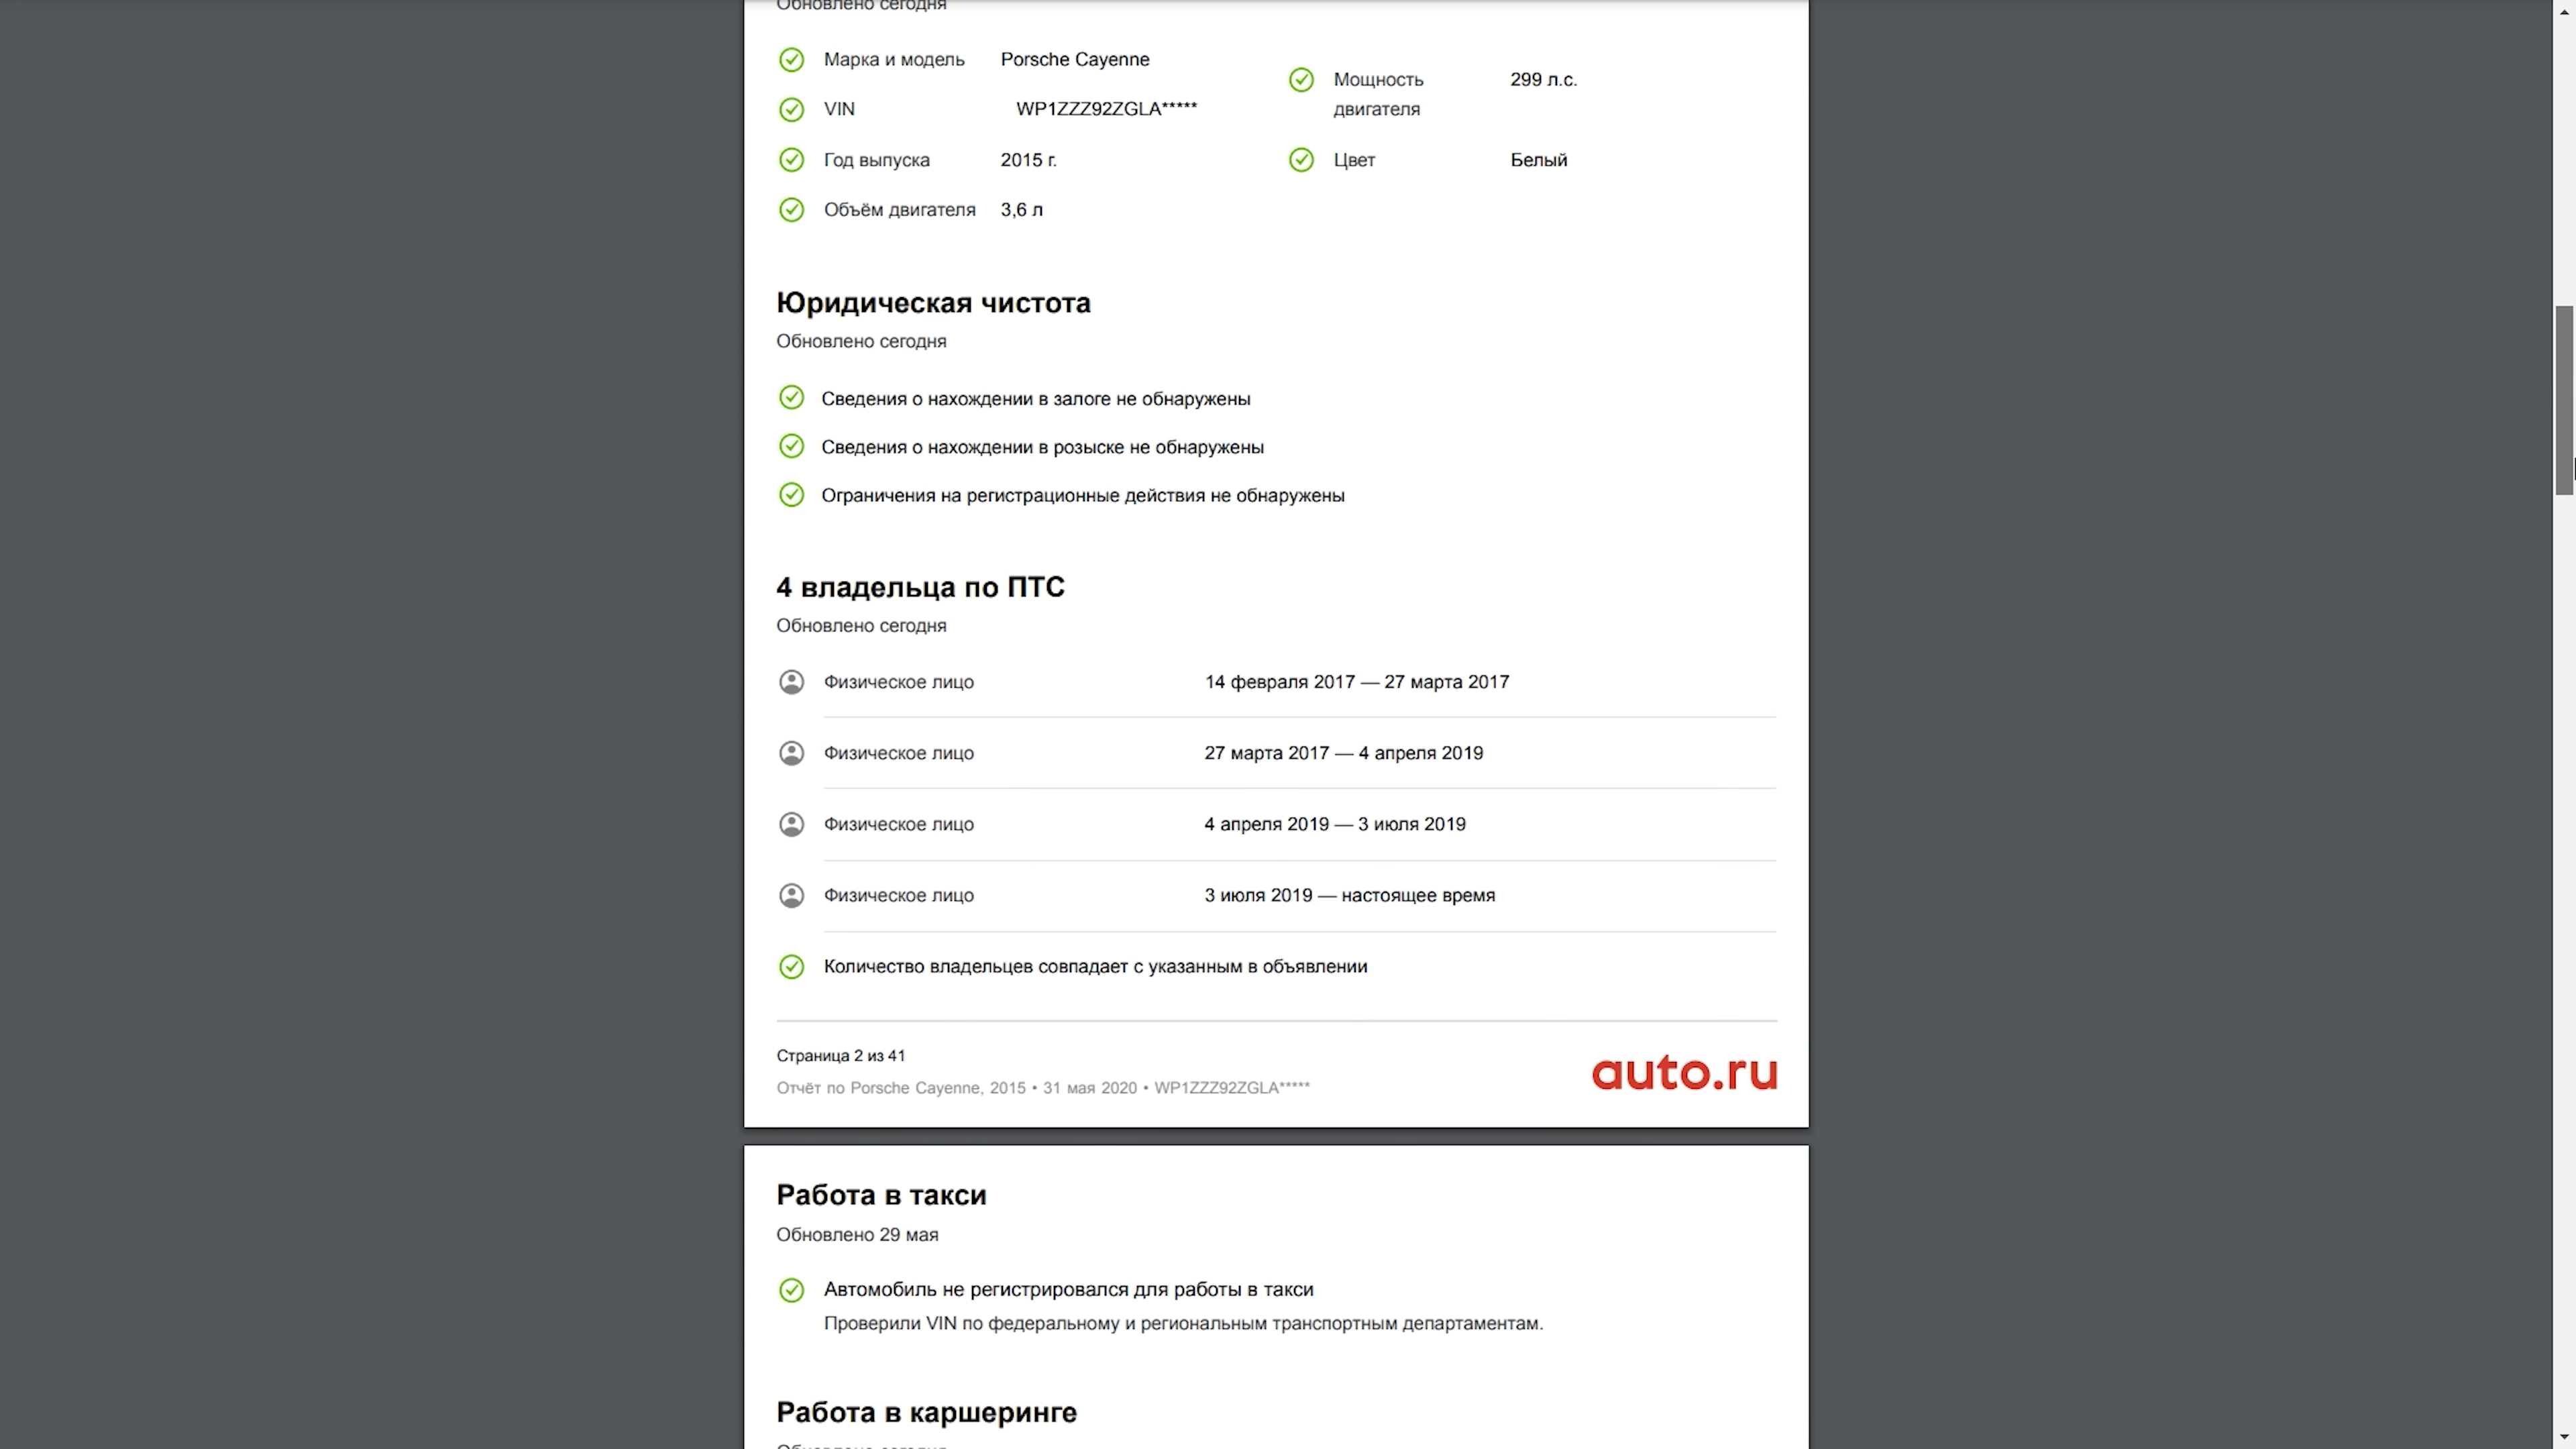 Обновлено сегодня
Марка и модель Porsche Cayenne
Мощность двигателя 299 л.с.
VIN WP1ZZZ92ZGLA*****
Год выпуска 2015 г.
Цвет Белый
Объём двигателя 3,6 л
Юридическая чистота
Обновлено сегодня
Сведения о нахождении в залоге не обнаружены
Сведения о нахождении в розыске не обнаружены
Ограничения на регистрационные действия не обнаружены
4 владельца по ПТС
Обновлено сегодня
Физическое лицо 14 февраля 2017 — 27 марта 2017
Физическое лицо 27 марта 2017 — 4 апреля 2019
Физическое лицо 4 апреля 2019 — 3 июля 2019
Физическое лицо 3 июля 2019 — настоящее время
Количество владельцев совпадает с указанным в объявлении
Страница 2 из 41
Отчёт по Porsche Cayenne, 2015 • 31 мая 2020 • WP1ZZZ92ZGLA*****
auto.ru
Работа в такси
Обновлено 29 мая
Автомобиль не регистрировался для работы в такси
Проверили VIN по федеральному и региональным транспортным департаментам.
Работа в каршеринге